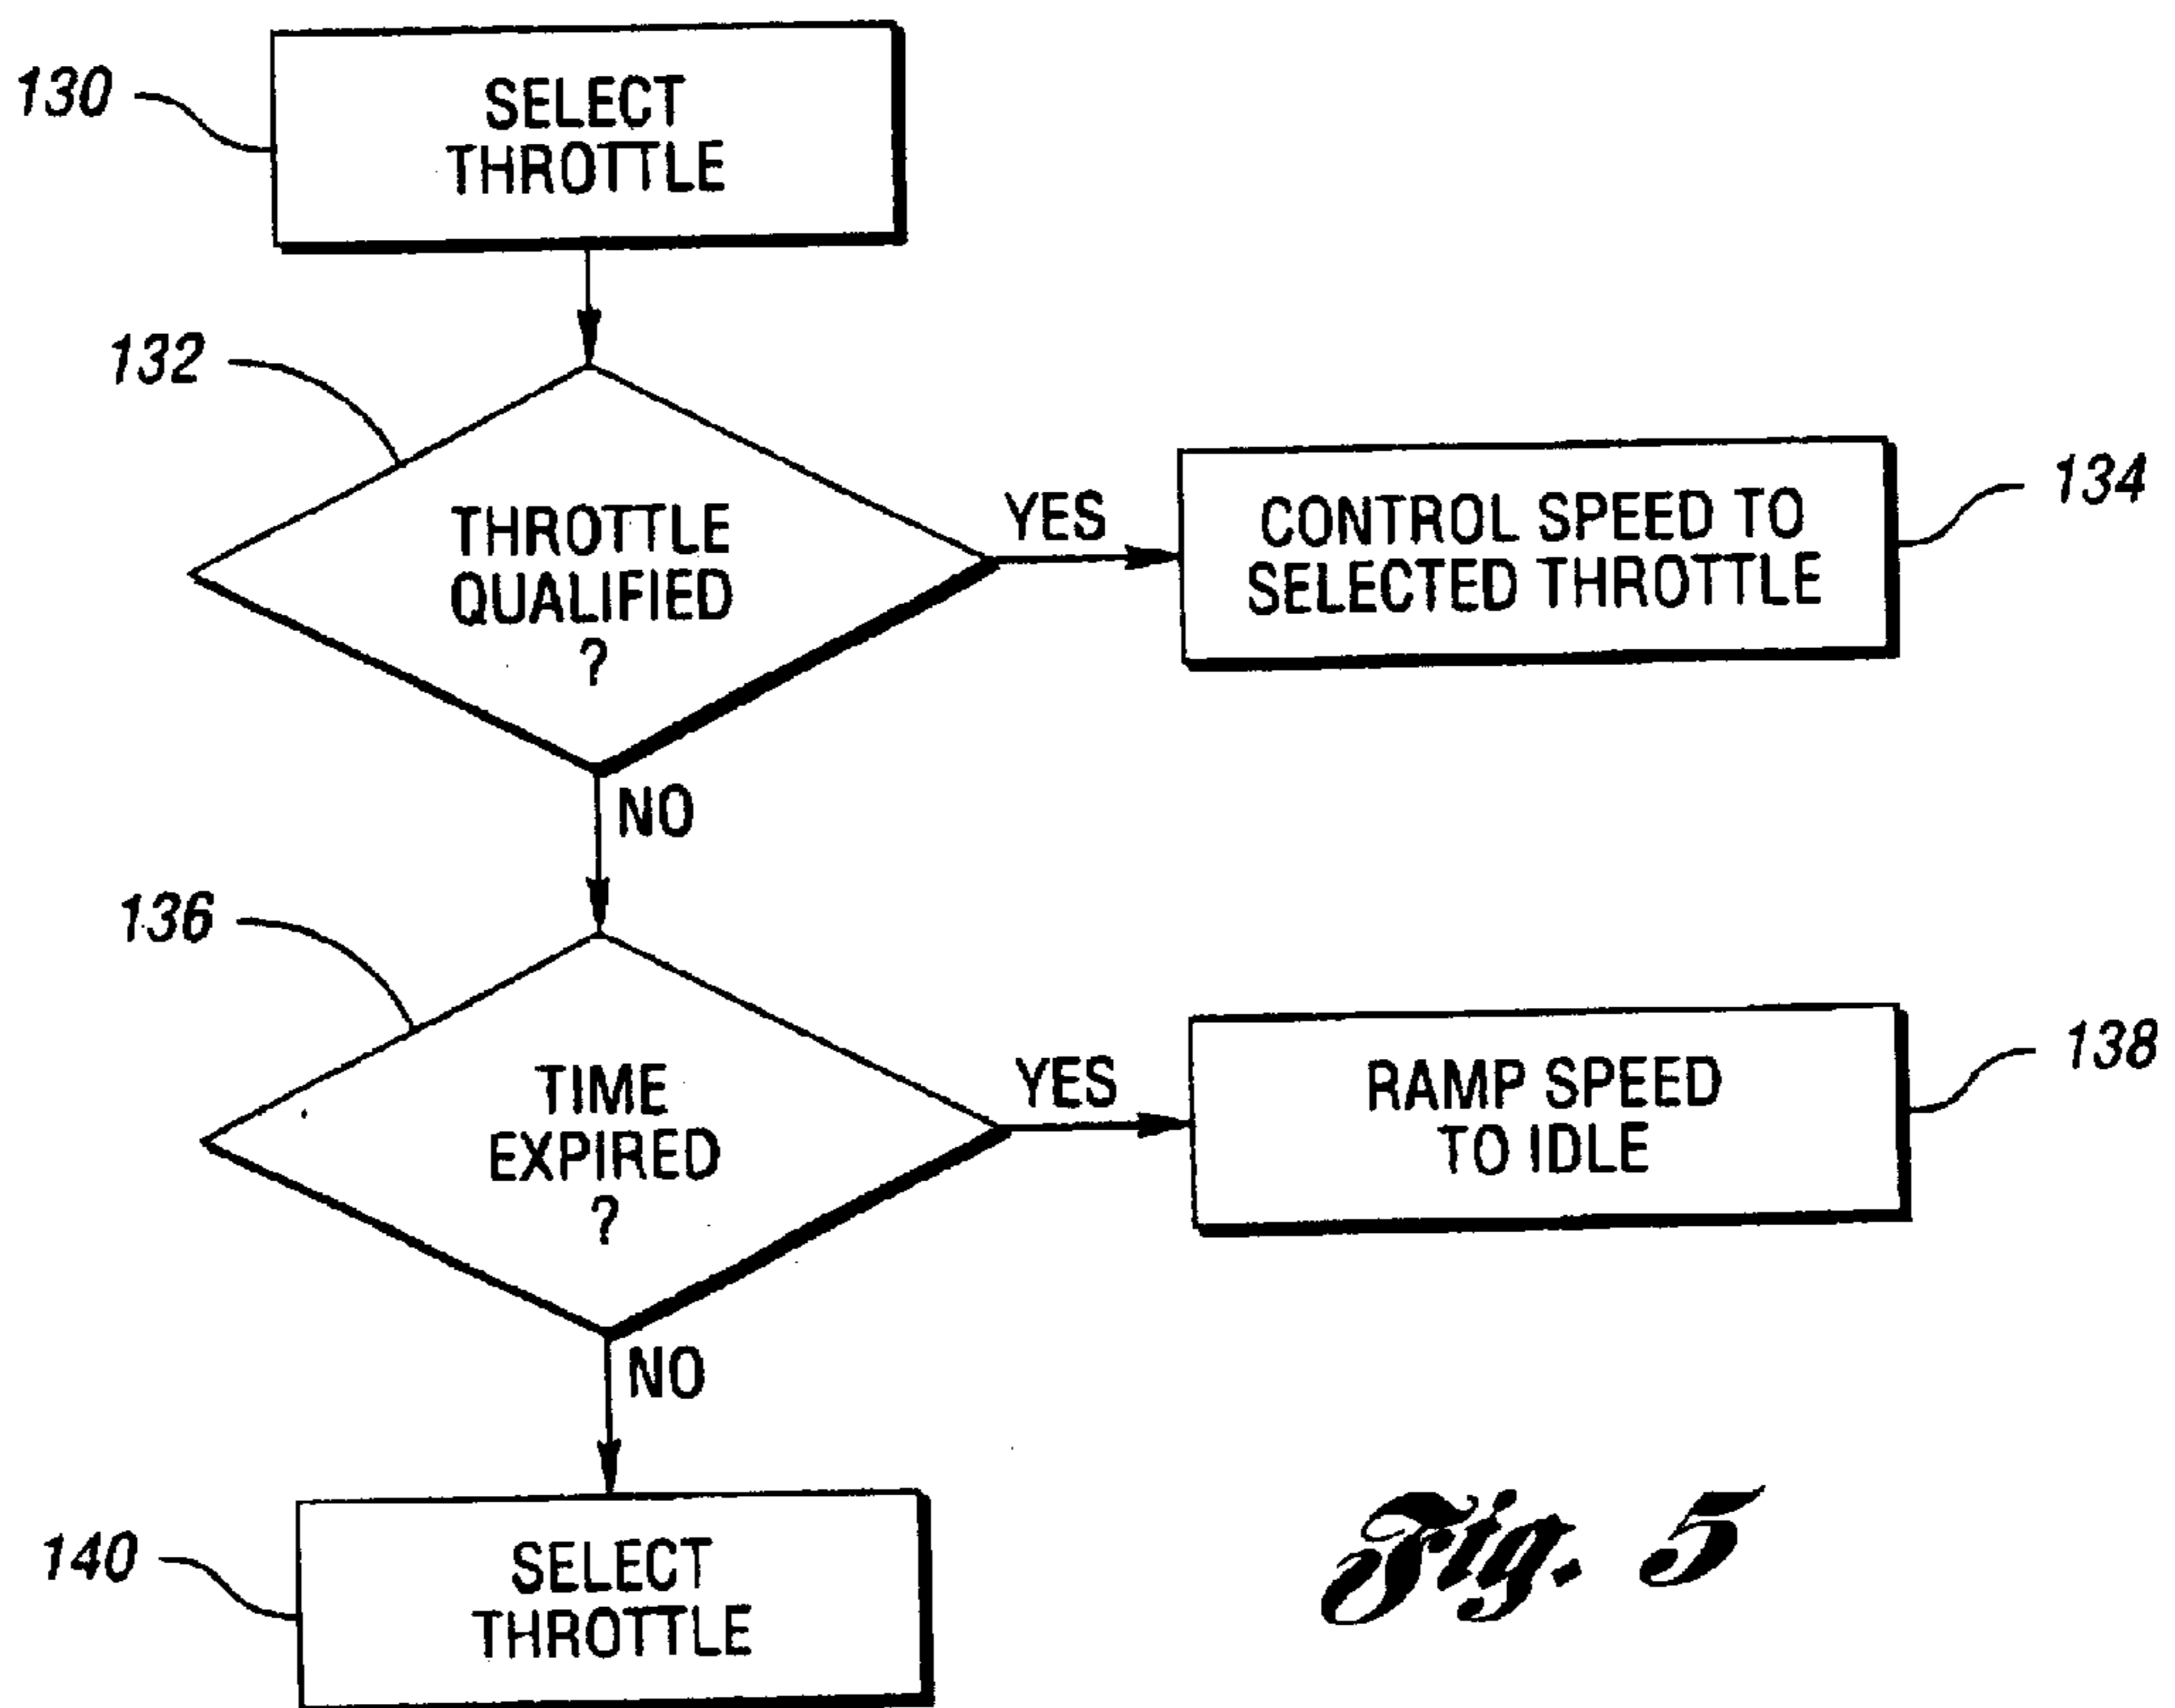 130
SELECT
THROTTLE
132
THROTTLE
QUALIFIED
?
YES
CONTROL SPEED TO
SELECTED THROTTLE
134
NO
136
TIME
EXPIRED
?
YES
RAMP SPEED
TO IDLE
138
NO
140
SELECT
THROTTLE
Fig. 5